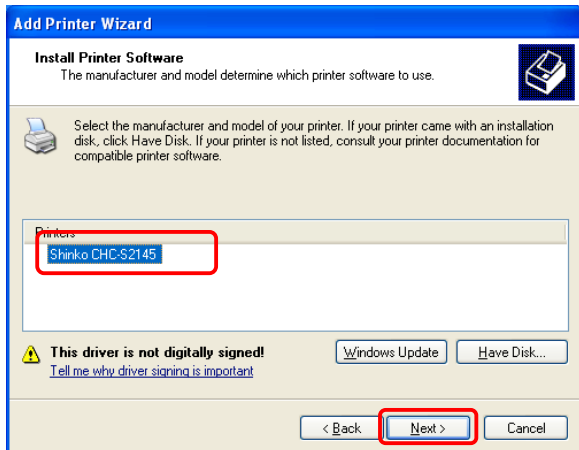 Add Printer Wizard
Install Printer Software
The manufacturer and model determine which printer software to use.
Select the manufacturer and model of your printer. If your printer came with an installation
disk, click Have Disk. If your printer is not listed, consult your printer documentation for
compatible printer software.
Printers
Shinko CHC-S2145
This driver is not digitally signed!
Tell me why driver signing is important
Windows Update
Have Disk...
< Back
Next >
Cancel